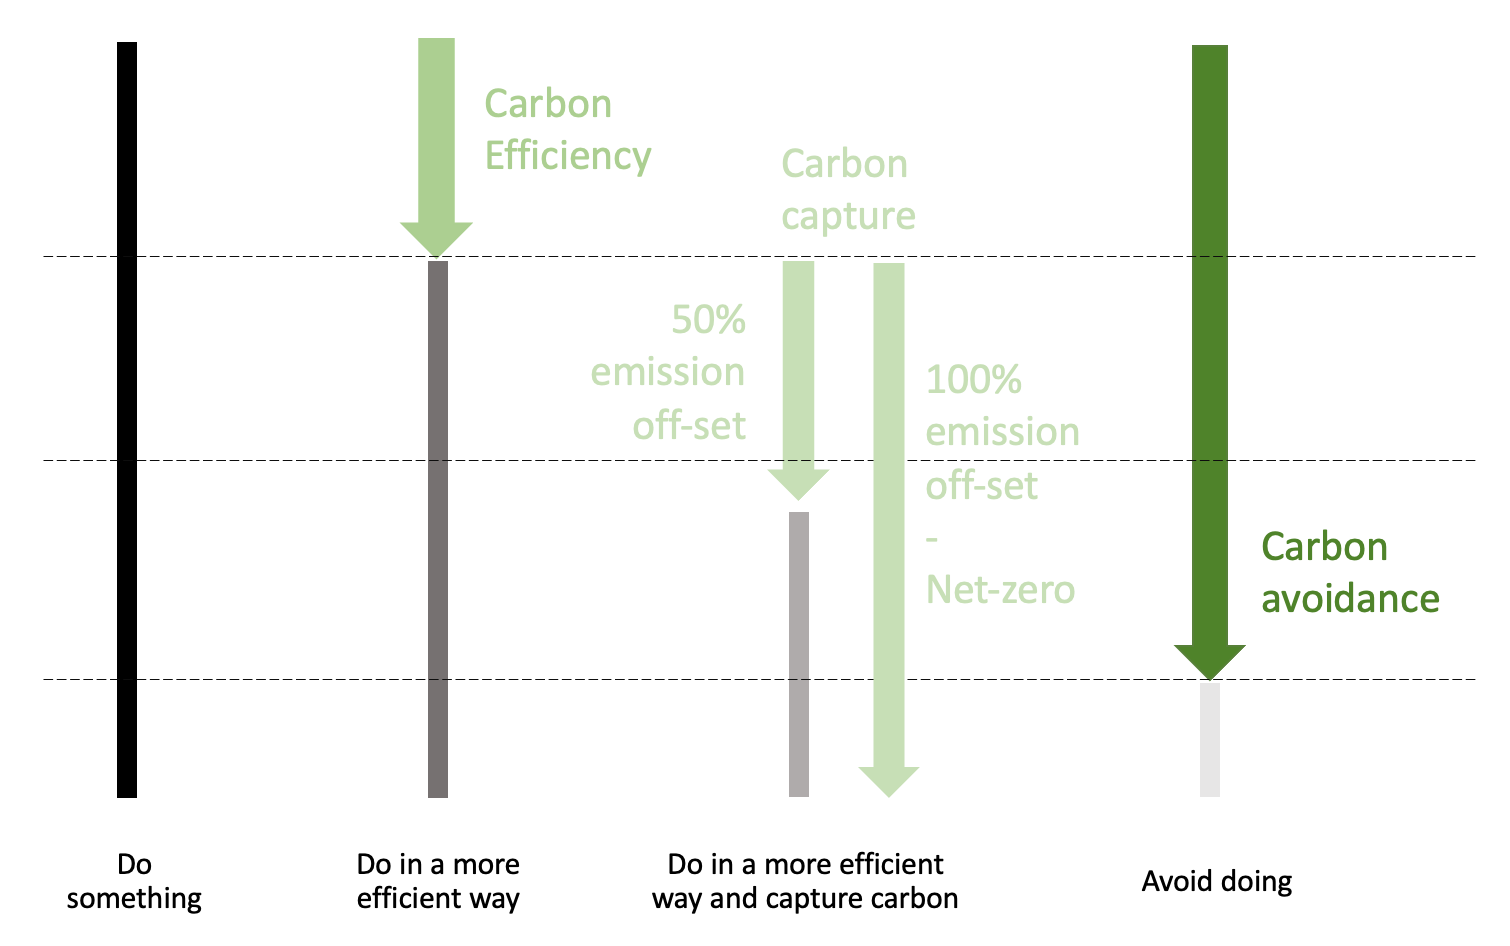 Carbon
Efficiency
Carbon
capture
50%
emission
off-set
100%
emission
off-set
-
Net-zero
Carbon
avoidance
Do
something
Do in a more
efficient way
Do in a more efficient
way and capture carbon
Avoid doing